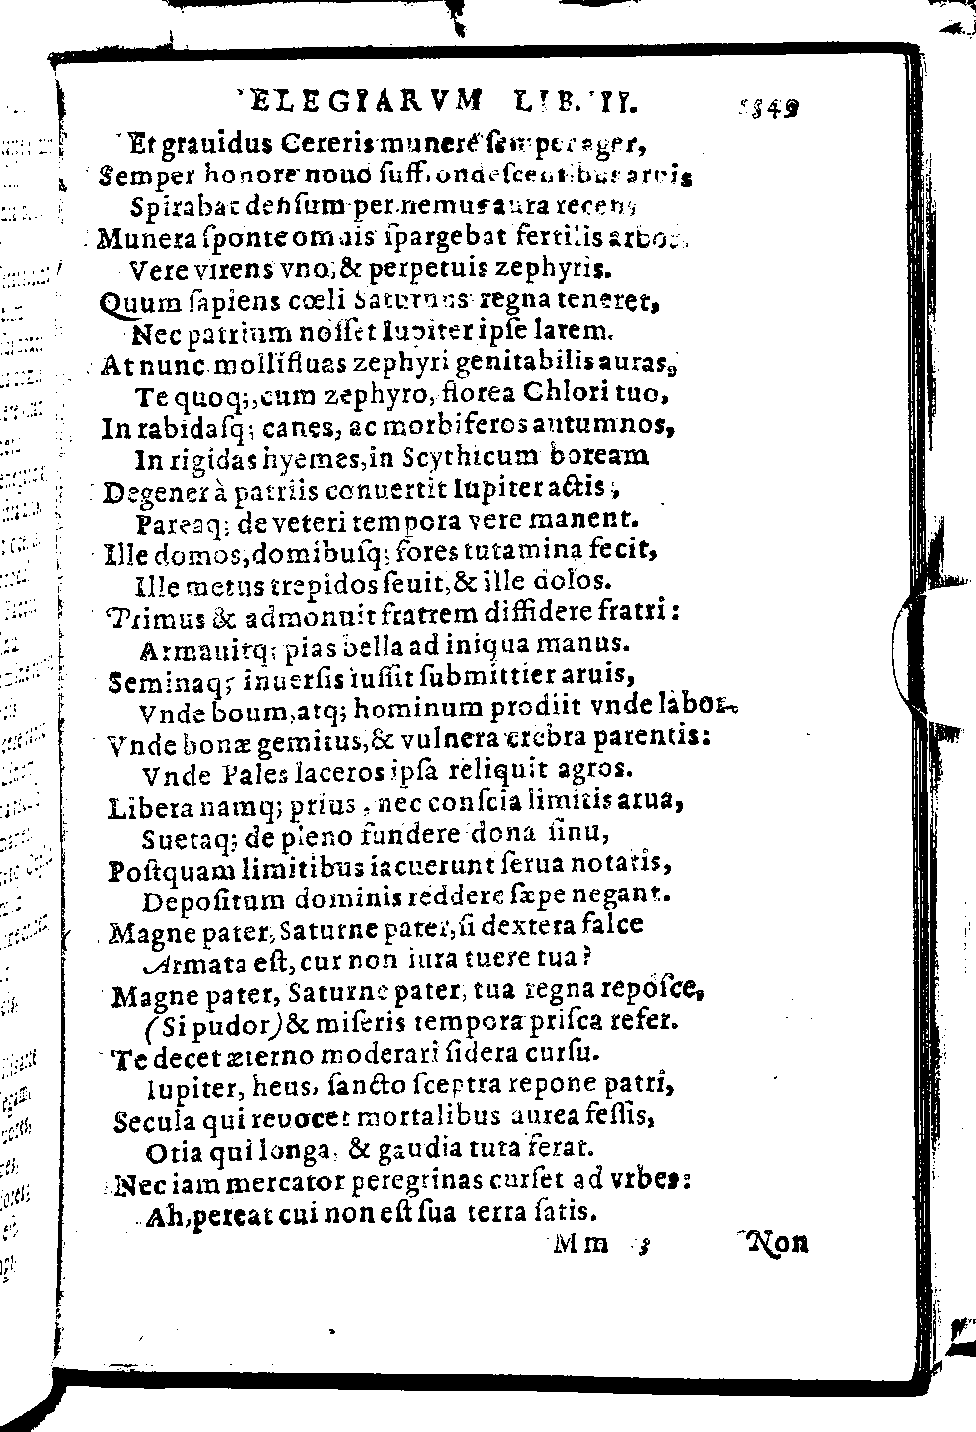 ELEGIARVM LIB. II. 549
Et grauidus Cereris munere semper ager,
Semper honore nouo suff. ondescentibus aruis
Spirabat densum per nemus aura recens
Munera sponte omnis spargebat fertilis arbor.
Vere virens vno, & perpetuis zephyris.
Quum sapiens cœli Saturnus regna teneret,
Nec patrium nosset Iupiter ipse larem.
At nunc mollifluas zephyri genitabilis auras,
Te quoq;, cum zephyro, florea Chlori tuo,
In rabidasq; canes, ac morbiferos autumnos,
In rigidas hyemes, in Scythicum boream
Degener à patriis conuertit Iupiter actis;
Pareaq; de veteri tempora vere manent.
Ille domos, domibusq; fores tutamina fecit,
Ille metus trepidos seuit, & ille dolos.
Primus & admonuit fratrem diffidere fratri:
Armauitq; pias bella ad iniqua manus.
Seminaq; inuersis iussit submittier aruis,
Vnde boum, atq; hominum prodiit vnde labor.
Vnde bonæ gemitus, & vulnera crebra parentis:
Vnde Pales laceros ipsa reliquit agros.
Libera namq; prius, nec conscia limitis arua,
Suetaq; de pleno fundere dona sinu,
Postquam limitibus iacuerunt serua notatis,
Depositum dominis reddere sæpe negant.
Magne pater, Saturne pater, si dextera falce
Armata est, cur non iura tuere tua?
Magne pater, Saturne pater, tua regna reposce,
(Si pudor) & miseris tempora prisca refer.
Te decet æterno moderari sidera cursu.
Iupiter, heus, sancto sceptra repone patri,
Secula qui reuocet mortalibus aurea fessis,
Otia qui longa, & gaudia tuta ferat.
Nec iam mercator peregrinas curset ad vrbes:
Ah, pereat cui non est sua terra satis.
Mm 3 Non